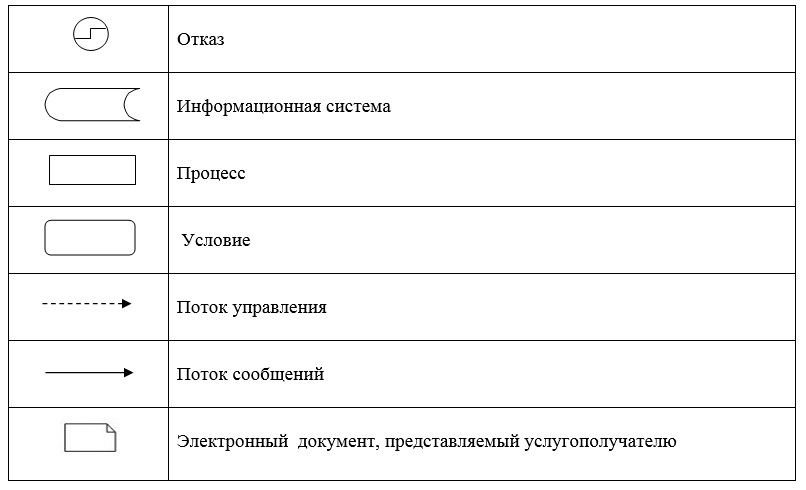 Отказ
Информационная система
Процесс
Условие
Поток управления
Поток сообщений
Электронный документ, представляемый услугополучателю